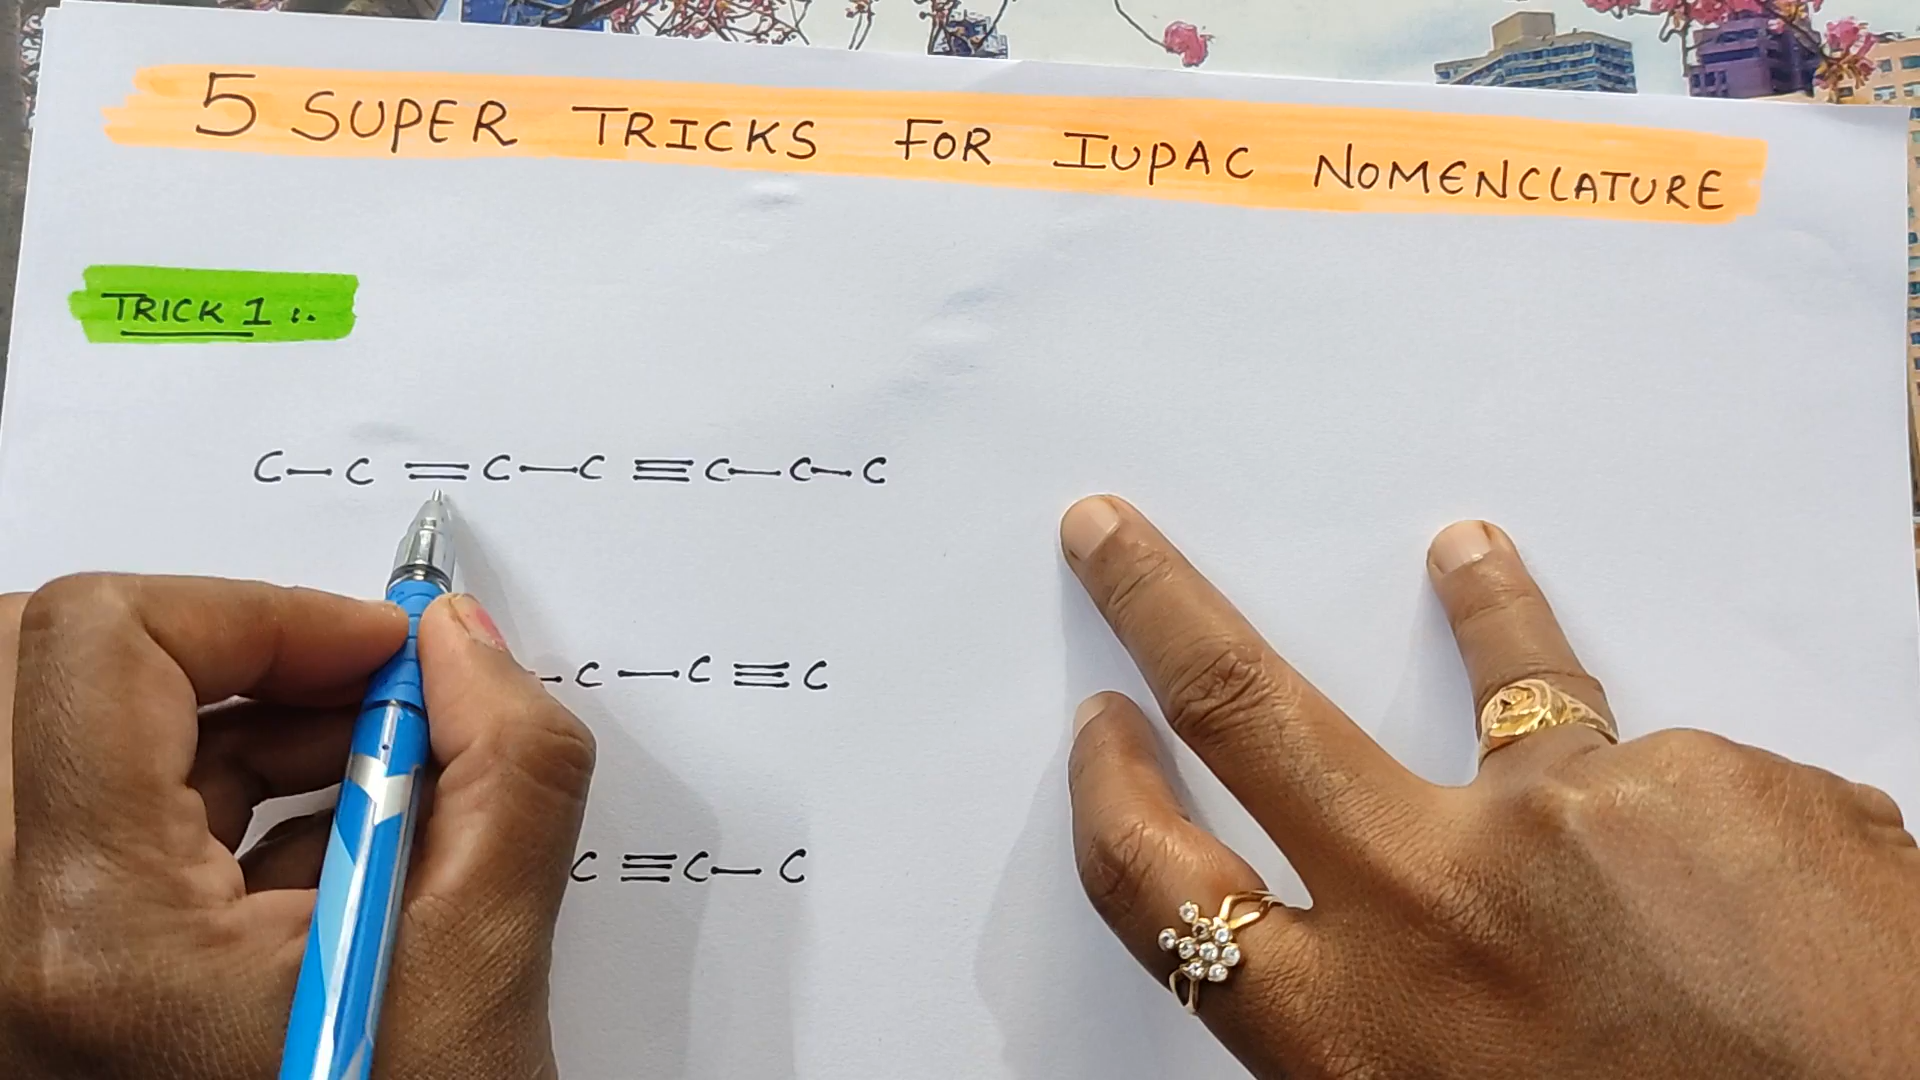 5 SUPER TRICKS FOR IUPAC NOMENCLATURE
TRICK 1 :.
C—C=C—C≡C—C—C
—C—C≡C
C≡C—C